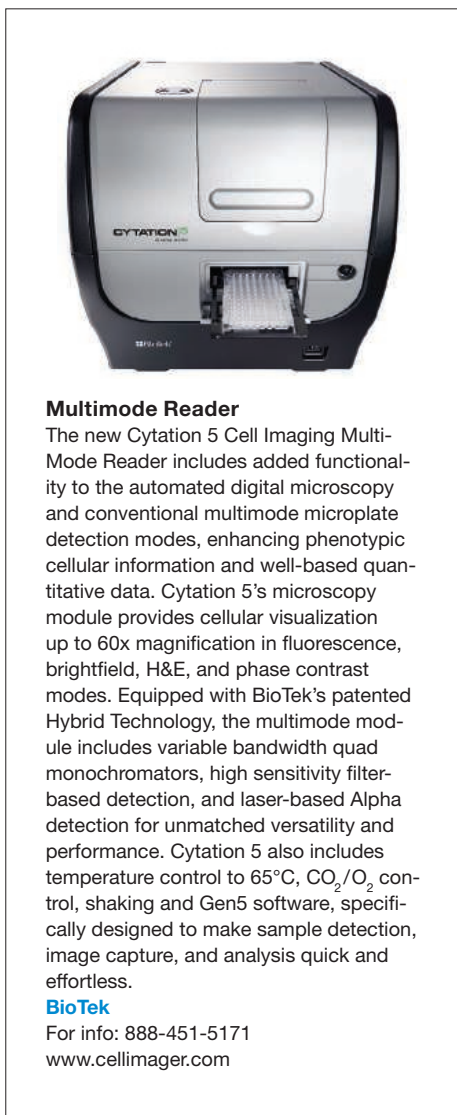 CYTATION 5
BioTek
Multimode Reader
The new Cytation 5 Cell Imaging Multi-
Mode Reader includes added functional-
ity to the automated digital microscopy
and conventional multimode microplate
detection modes, enhancing phenotypic
cellular information and well-based quan-
titative data. Cytation 5’s microscopy
module provides cellular visualization
up to 60x magnification in fluorescence,
brightfield, H&E, and phase contrast
modes. Equipped with BioTek’s patented
Hybrid Technology, the multimode mod-
ule includes variable bandwidth quad
monochromators, high sensitivity filter-
based detection, and laser-based Alpha
detection for unmatched versatility and
performance. Cytation 5 also includes
temperature control to 65°C, CO₂/O₂ con-
trol, shaking and Gen5 software, specifi-
cally designed to make sample detection,
image capture, and analysis quick and
effortless.
BioTek
For info: 888-451-5171
www.cellimager.com